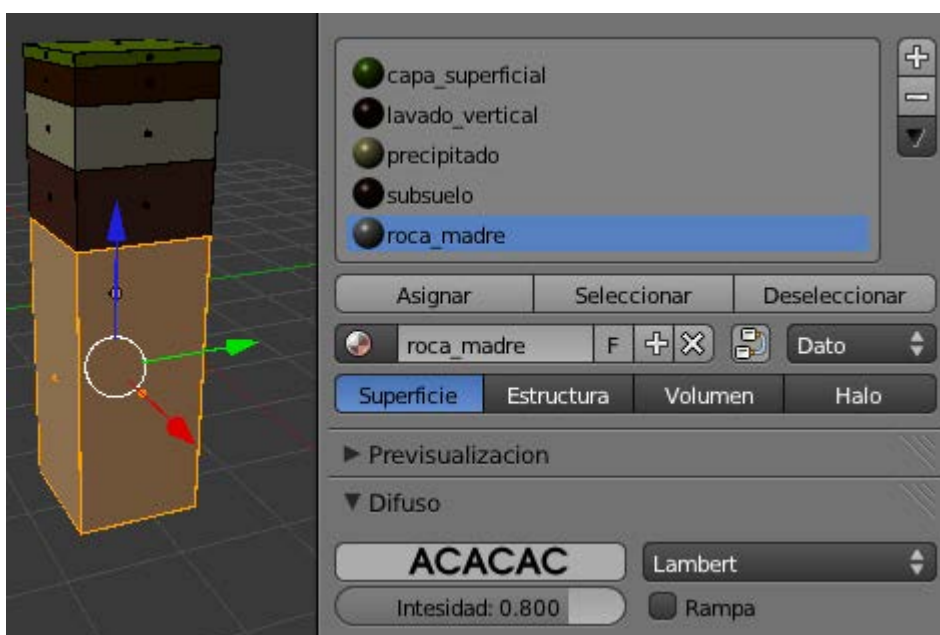 capa_superficial
lavado_vertical
precipitado
subsuelo
roca_madre
Asignar Seleccionar Deseleccionar
roca_madre F Dato
Superficie Estructura Volumen Halo
Previsualizacion
Difuso
ACACAC Lambert
Intesidad: 0.800 Rampa